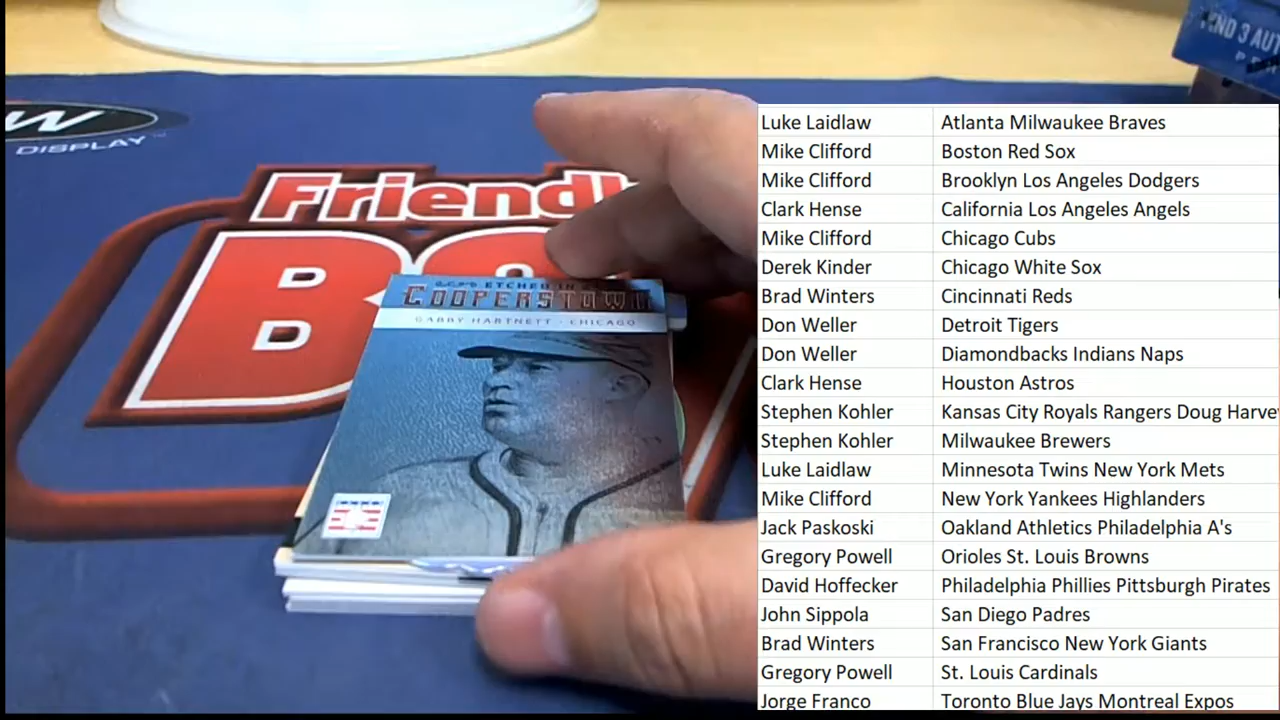 ND 3 AUT
W
DISPLAY
Friendl
B
ETCHED IN
COOPERSTOWN
GABBY HARTNETT - CHICAGO
Luke Laidlaw Atlanta Milwaukee Braves
Mike Clifford Boston Red Sox
Mike Clifford Brooklyn Los Angeles Dodgers
Clark Hense California Los Angeles Angels
Mike Clifford Chicago Cubs
Derek Kinder Chicago White Sox
Brad Winters Cincinnati Reds
Don Weller Detroit Tigers
Don Weller Diamondbacks Indians Naps
Clark Hense Houston Astros
Stephen Kohler Kansas City Royals Rangers Doug Harve
Stephen Kohler Milwaukee Brewers
Luke Laidlaw Minnesota Twins New York Mets
Mike Clifford New York Yankees Highlanders
Jack Paskoski Oakland Athletics Philadelphia A's
Gregory Powell Orioles St. Louis Browns
David Hoffecker Philadelphia Phillies Pittsburgh Pirates
John Sippola San Diego Padres
Brad Winters San Francisco New York Giants
Gregory Powell St. Louis Cardinals
Jorge Franco Toronto Blue Jays Montreal Expos